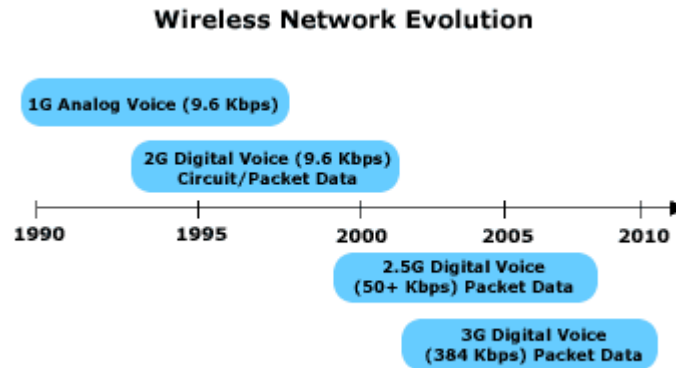 Wireless Network Evolution
1G Analog Voice (9.6 Kbps)
2G Digital Voice (9.6 Kbps)
Circuit/Packet Data
1990
1995
2000
2005
2010
2.5G Digital Voice
(50+ Kbps) Packet Data
3G Digital Voice
(384 Kbps) Packet Data